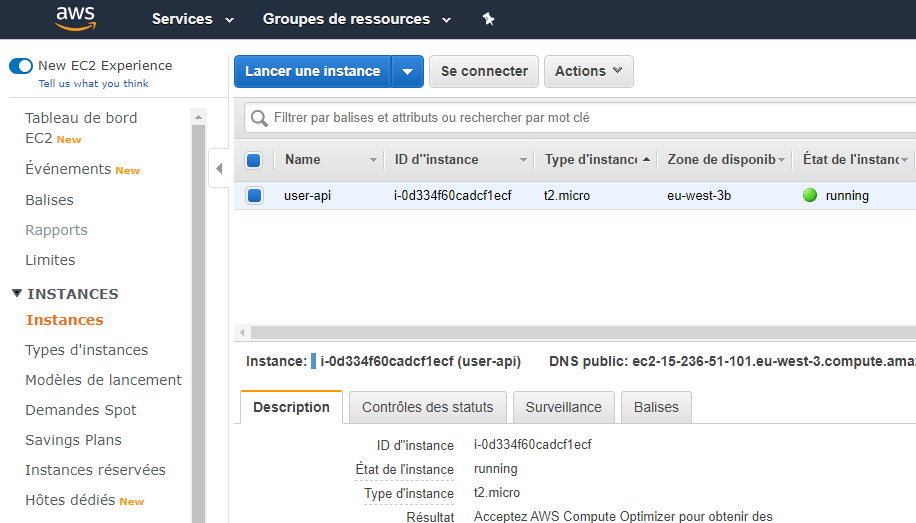 aws Services Groupes de ressources
New EC2 Experience
Tell us what you think
Tableau de bord
EC2 New
Événements New
Balises
Rapports
Limites
INSTANCES
Instances
Types d'instances
Modèles de lancement
Demandes Spot
Savings Plans
Instances réservées
Hôtes dédiés New
Lancer une instance Se connecter Actions
Filtrer par balises et attributs ou rechercher par mot clé
Name ID d''instance Type d'instance Zone de disponib État de l'instanc
user-api i-0d334f60cadcf1ecf t2.micro eu-west-3b running
Instance: i-0d334f60cadcf1ecf (user-api) DNS public: ec2-15-236-51-101.eu-west-3.compute.ama
Description Contrôles des statuts Surveillance Balises
ID d''instance i-0d334f60cadcf1ecf
État de l'instance running
Type d'instance t2.micro
Résultat Acceptez AWS Compute Optimizer pour obtenir des